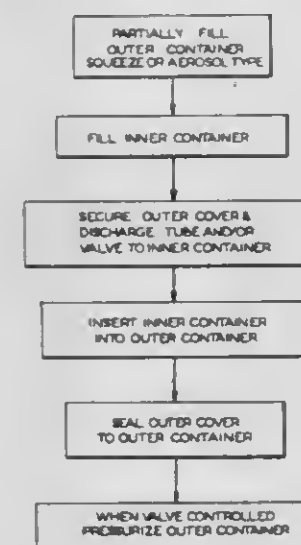 PARTIALLY FILL
OUTER CONTAINER
SQUEEZE OR AEROSOL TYPE
FILL INNER CONTAINER
SECURE OUTER COVER &
DISCHARGE TUBE AND/OR
VALVE TO INNER CONTAINER
INSERT INNER CONTAINER
INTO OUTER CONTAINER
SEAL OUTER COVER
TO OUTER CONTAINER
WHEN VALVE CONTROLLED
PRESSURIZE OUTER CONTAINER